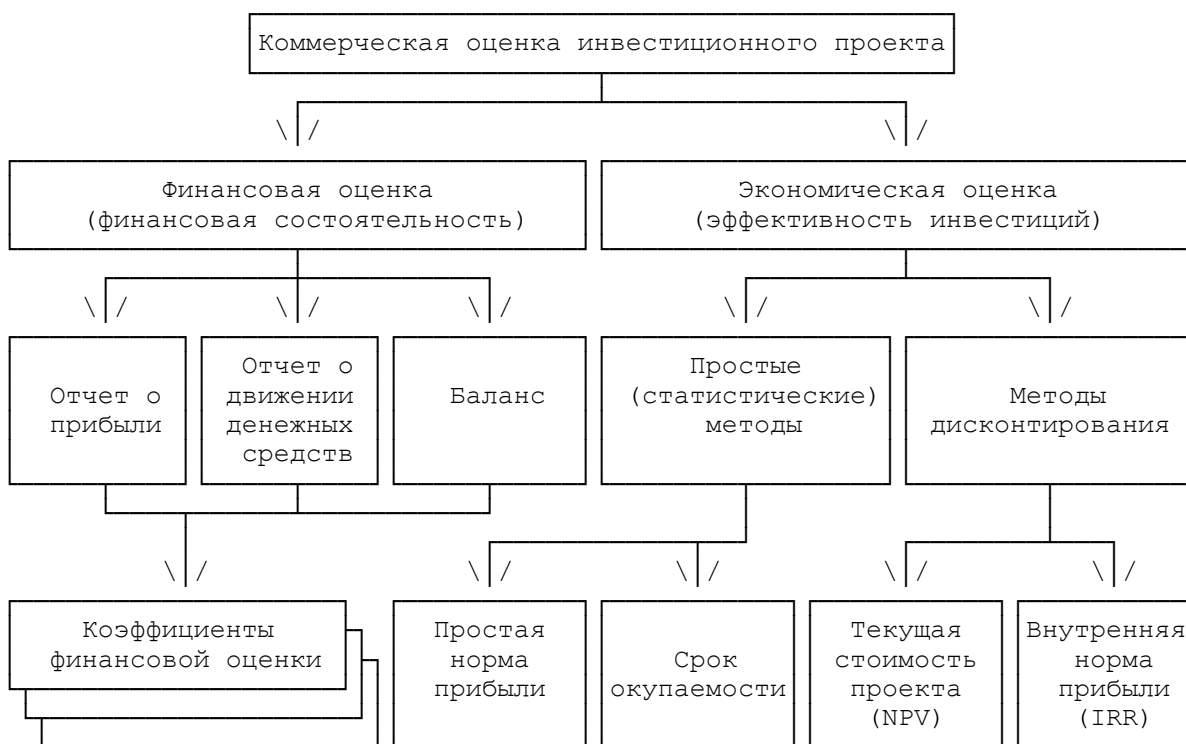 Коммерческая оценка инвестиционного проекта
Финансовая оценка
(финансовая состоятельность)
Экономическая оценка
(эффективность инвестиций)
Отчет о
прибыли
Отчет о
движении
денежных
средств
Баланс
Простые
(статистические)
методы
Методы
дисконтирования
Коэффициенты
финансовой оценки
Простая
норма
прибыли
Срок
окупаемости
Текущая
стоимость
проекта
(NPV)
Внутренняя
норма
прибыли
(IRR)